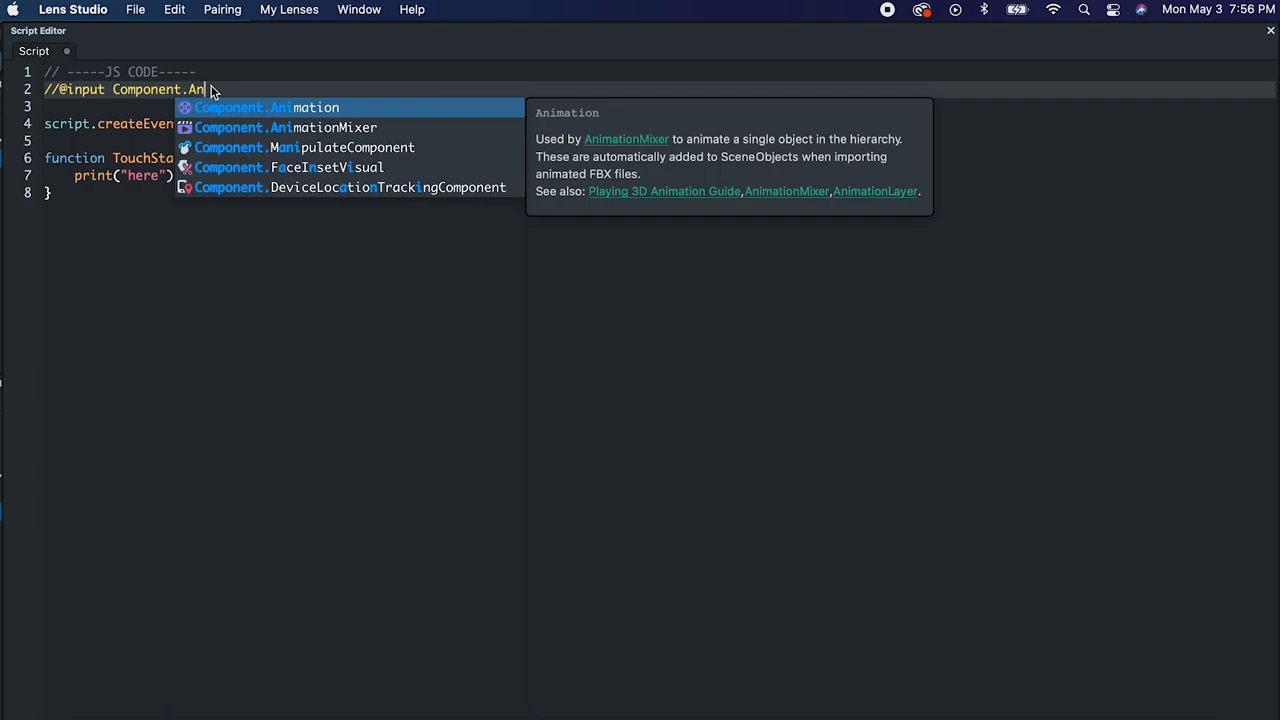 Lens Studio File Edit Pairing My Lenses Window Help Mon May 3 7:56 PM
Script Editor
Script
1 // -----JS CODE-----
2 //@input Component.An
3
4 script.createEven
5
6 function TouchSta
7 print("here")
8 }
Component.Animation
Component.AnimationMixer
Component.ManipulateComponent
Component.FaceInsetVisual
Component.DeviceLocationTrackingComponent
Animation
Used by AnimationMixer to animate a single object in the hierarchy.
These are automatically added to SceneObjects when importing
animated FBX files.
See also: Playing 3D Animation Guide,AnimationMixer,AnimationLayer.